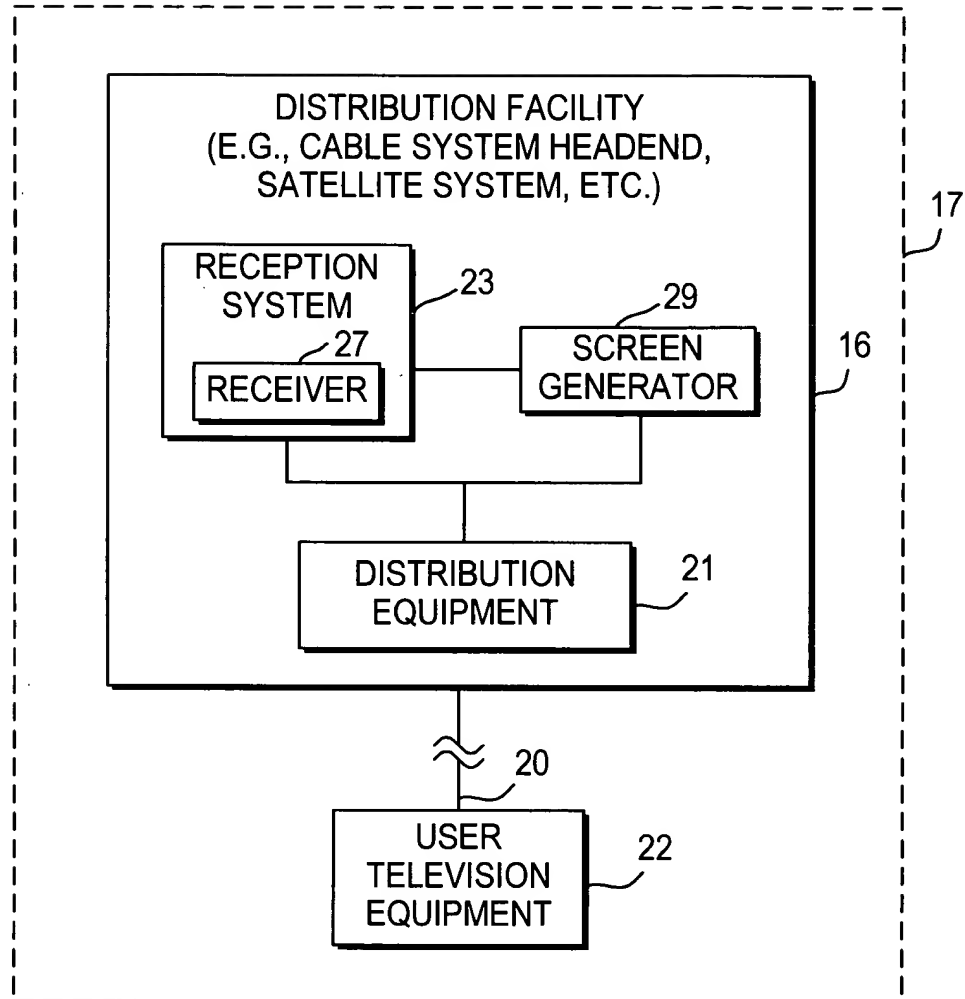 DISTRIBUTION FACILITY
(E.G., CABLE SYSTEM HEADEND,
SATELLITE SYSTEM, ETC.)
17
RECEPTION
SYSTEM
23
29
27
RECEIVER
SCREEN
GENERATOR
16
DISTRIBUTION
EQUIPMENT
21
20
USER
TELEVISION
EQUIPMENT
22